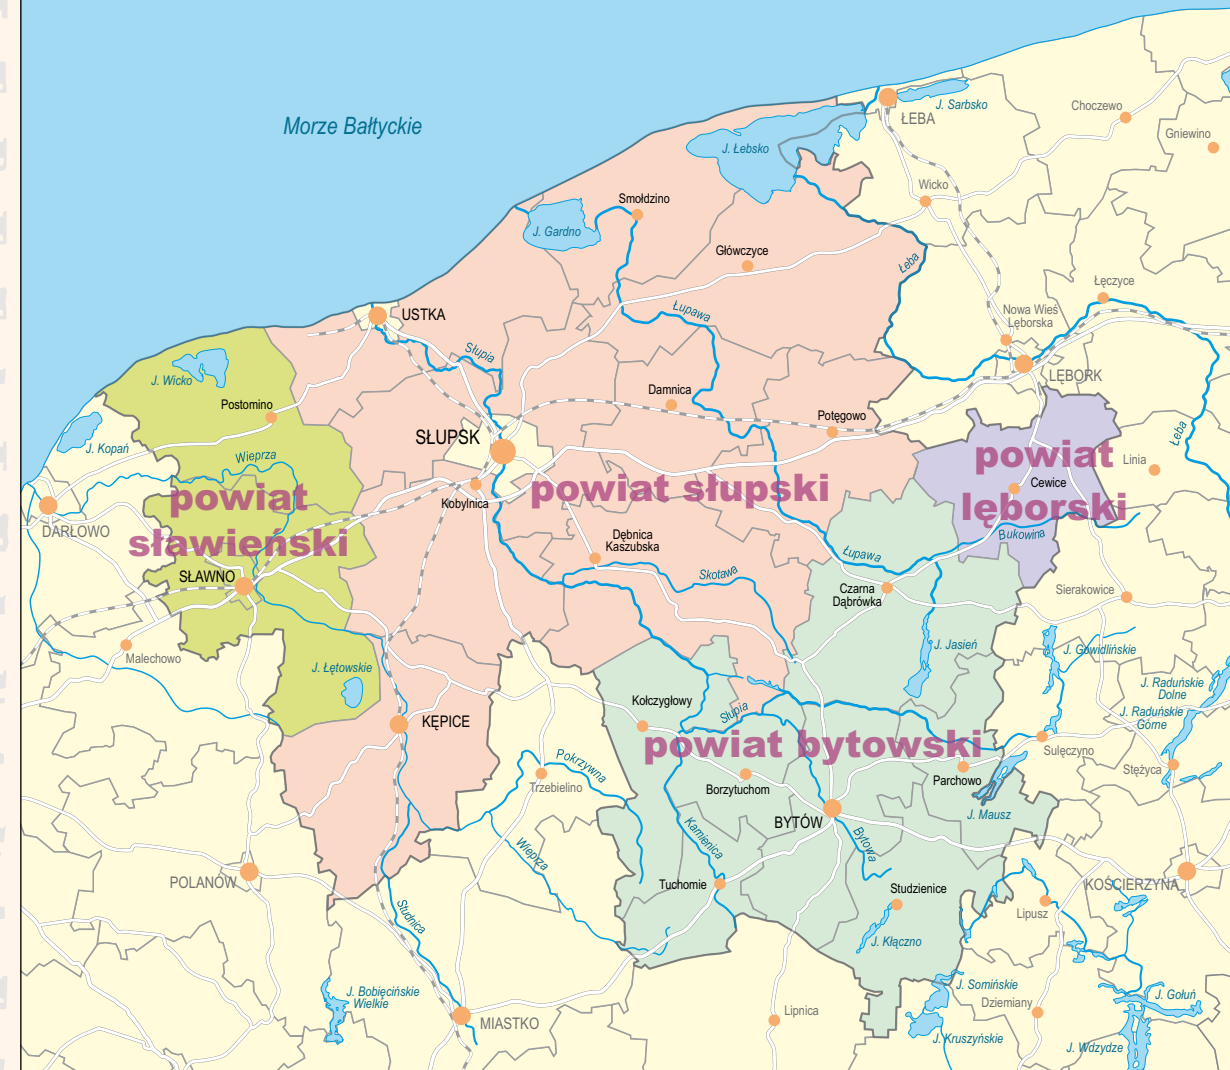 Morze Bałtyckie
ŁEBA
J. Sarbsko
Choczewo
Gniewino
J. Łebsko
Wicko
Smołdzino
J. Gardno
Główczyce
Łeba
Łęczyce
USTKA
Łupawa
Nowa Wieś
Lęborska
Słupia
LĘBORK
J. Wicko
Postomino
Damnica
Potęgowo
J. Kopań
SŁUPSK
Łeba
Wieprza
powiat
sławieński
Kobylnica
powiat słupski
powiat
lęborski
Cewice
Linia
DARŁOWO
Dębnica
Kaszubska
Bukowina
Łupawa
SŁAWNO
Skotawa
Czarna
Dąbrówka
Sierakowice
Malechowo
J. Łętowskie
J. Jasień
J. Gowidlińskie
J. Raduńskie
Dolne
J. Raduńskie
Górne
KĘPICE
Kołczygłowy
Słupia
powiat bytowski
Sulęczyno
Stężyca
Pokrzywna
Trzebielino
Borzytuchom
Parchowo
J. Mausz
BYTÓW
Kamienica
Bytowa
Wieprza
POLANÓW
Tuchomie
Studzienice
KOŚCIERZYNA
Lipusz
Studnica
J. Kłączno
J. Bobięcińskie
Wielkie
J. Somińskie
Dziemiany
J. Gołuń
MIASTKO
Lipnica
J. Kruszyńskie
J. Wdzydze